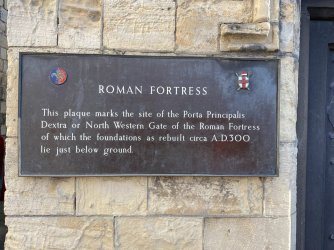 ROMAN FORTRESS
This plaque marks the site of the Porta Principalis
Dextra or North Western Gate of the Roman Fortress
of which the foundations as rebuilt circa A.D.300
lie just below ground.